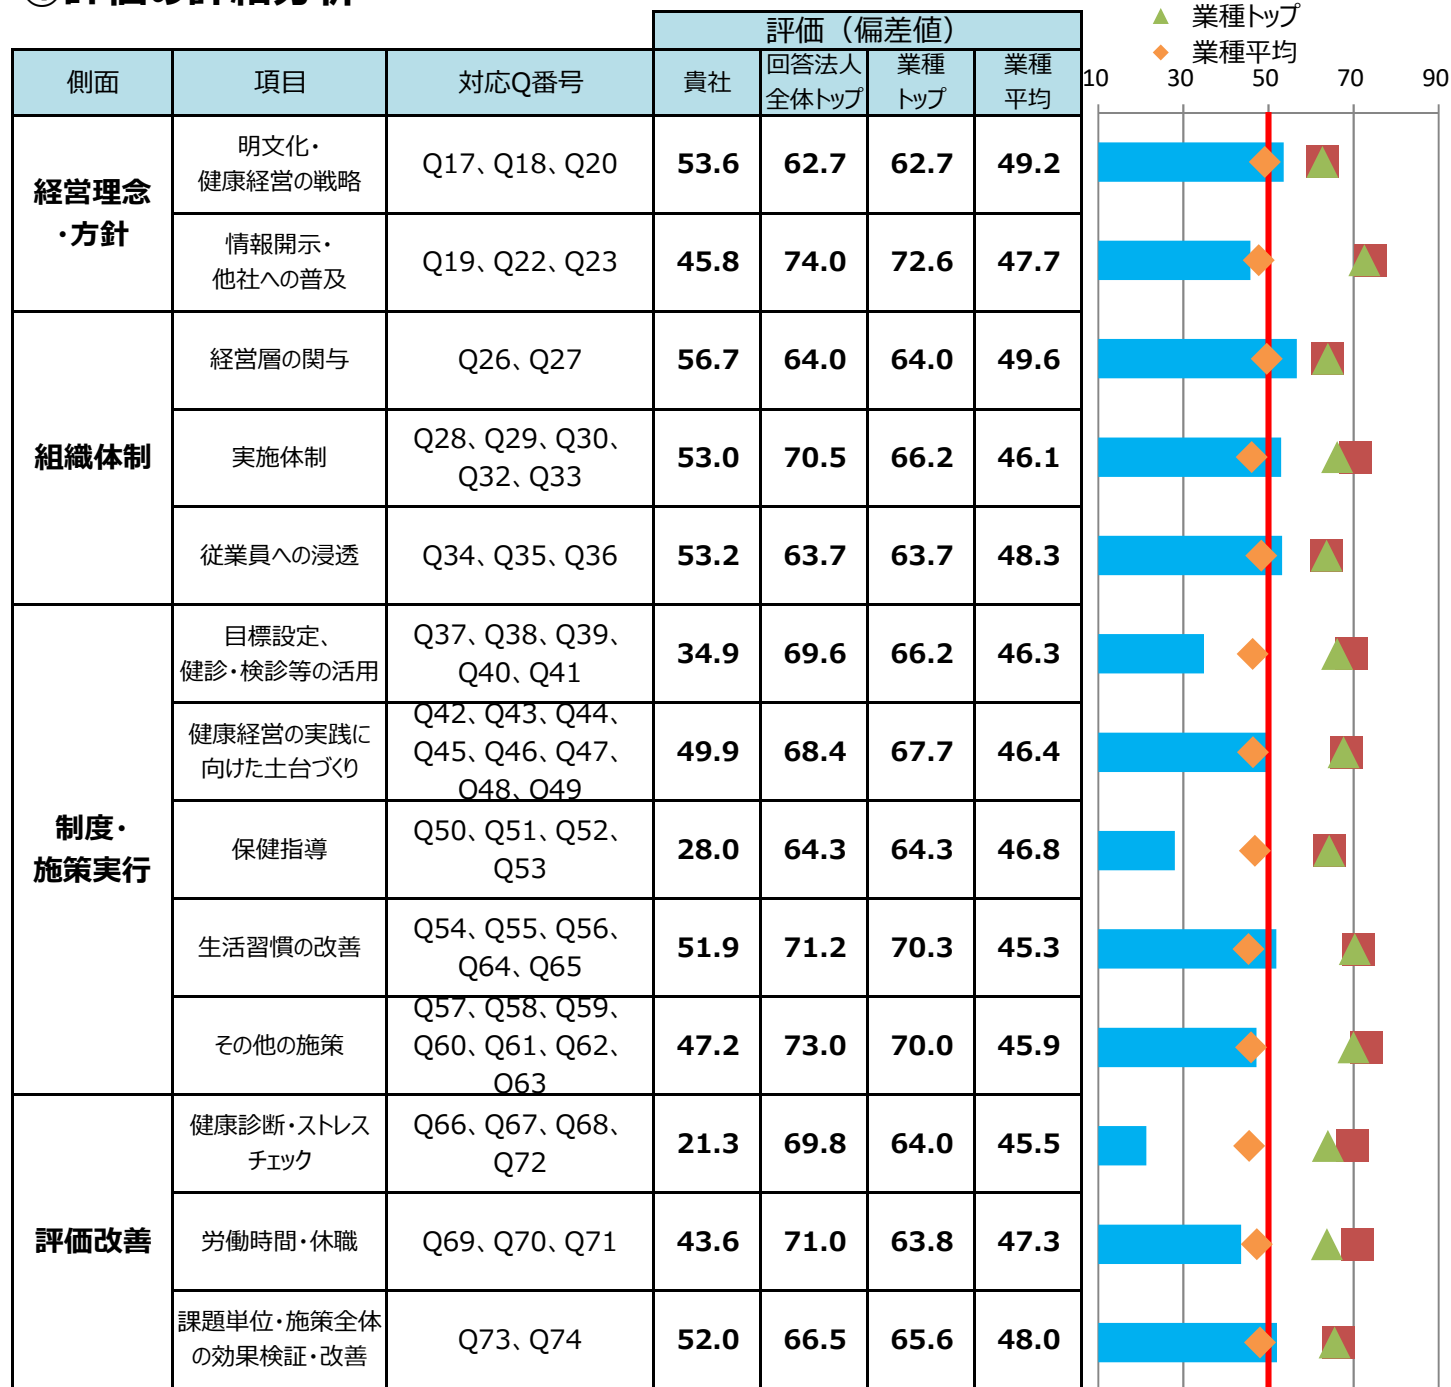 ▲ 業種トップ
◆ 業種平均
評価（偏差値）
側面 項目 対応Q番号 貴社 回答法人 業種 業種
全体トップ トップ 平均
10 30 50 70 90
経営理念
・方針
明文化・
健康経営の戦略
Q17、Q18、Q20 53.6 62.7 62.7 49.2
情報開示・
他社への普及
Q19、Q22、Q23 45.8 74.0 72.6 47.7
組織体制
経営層の関与 Q26、Q27 56.7 64.0 64.0 49.6
実施体制
Q28、Q29、Q30、
Q32、Q33
53.0 70.5 66.2 46.1
従業員への浸透 Q34、Q35、Q36 53.2 63.7 63.7 48.3
制度・
施策実行
目標設定、
健診・検診等の活用
Q37、Q38、Q39、
Q40、Q41
34.9 69.6 66.2 46.3
健康経営の実践に
向けた土台づくり
Q42、Q43、Q44、
Q45、Q46、Q47、
Q48、Q49
49.9 68.4 67.7 46.4
保健指導
Q50、Q51、Q52、
Q53
28.0 64.3 64.3 46.8
生活習慣の改善
Q54、Q55、Q56、
Q64、Q65
51.9 71.2 70.3 45.3
その他の施策
Q57、Q58、Q59、
Q60、Q61、Q62、
Q63
47.2 73.0 70.0 45.9
評価改善
健康診断・ストレス
チェック
Q66、Q67、Q68、
Q72
21.3 69.8 64.0 45.5
労働時間・休職 Q69、Q70、Q71 43.6 71.0 63.8 47.3
課題単位・施策全体
の効果検証・改善
Q73、Q74 52.0 66.5 65.6 48.0